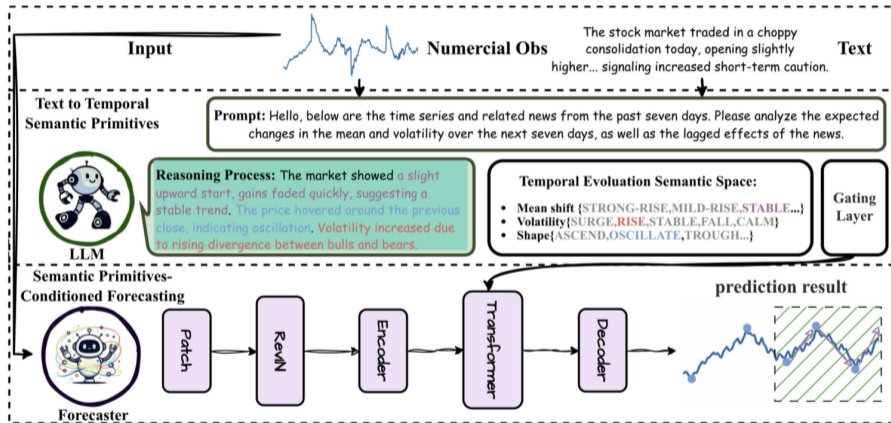 Input
Numercial Obs
The stock market traded in a choppy
consolidation today, opening slightly
higher... signaling increased short-term caution.
Text
Text to Temporal
Semantic Primitives
Prompt: Hello, below are the time series and related news from the past seven days. Please analyze the expected
changes in the mean and volatility over the next seven days, as well as the lagged effects of the news.
LLM
Reasoning Process: The market showed a slight
upward start, gains faded quickly, suggesting a
stable trend. The price hovered around the previous
close, indicating oscillation. Volatility increased due
to rising divergence between bulls and bears.
Temporal Evoluation Semantic Space:
• Mean shift {STRONG-RISE,MILD-RISE,STABLE...}
• Volatility{SURGE,RISE,STABLE,FALL,CALM}
• Shape{ASCEND,OSCILLATE,TROUGH...}
Gating
Layer
Semantic Primitives-
Conditioned Forecasting
Forecaster
Patch
RevIN
Encoder
Transformer
Decoder
prediction result